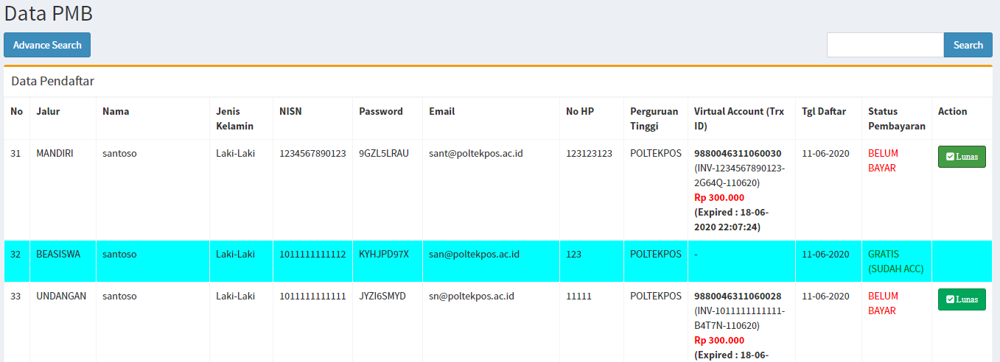 Data PMB
Advance Search
Search
Data Pendaftar
No Jalur Nama Jenis Kelamin NISN Password Email No HP Perguruan Tinggi Virtual Account (Trx ID) Tgl Daftar Status Pembayaran Action
31 MANDIRI santoso Laki-Laki 1234567890123 9GZL5LRAU sant@poltekpos.ac.id 123123123 POLTEKPOS 9880046311060030 11-06-2020 BELUM BAYAR Lunas
(INV-1234567890123-
2G64Q-110620)
Rp 300.000
(Expired : 18-06-
2020 22:07:24)
32 BEASISWA santoso Laki-Laki 1011111111112 KYHJPD97X san@poltekpos.ac.id 123 POLTEKPOS - 11-06-2020 GRATIS (SUDAH ACC)
33 UNDANGAN santoso Laki-Laki 1011111111111 JYZI6SMYD sn@poltekpos.ac.id 11111 POLTEKPOS 9880046311060028 11-06-2020 BELUM BAYAR Lunas
(INV-1011111111111-
B4T7N-110620)
Rp 300.000
(Expired : 18-06-